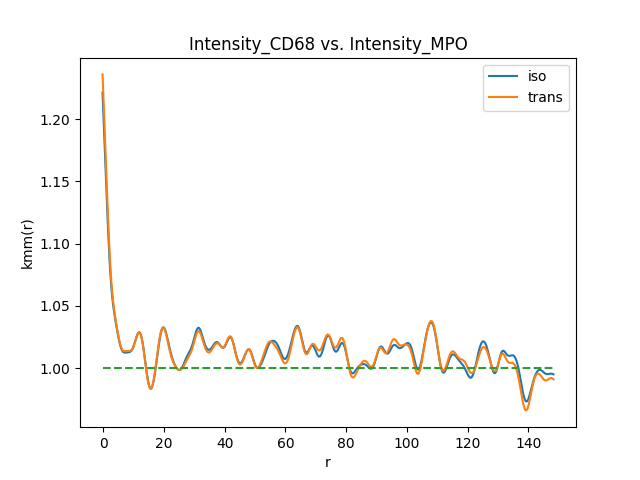 Intensity_CD68 vs. Intensity_MPO
iso
trans
kmm(r)
1.20
1.15
1.10
1.05
1.00
0 20 40 60 80 100 120 140
r